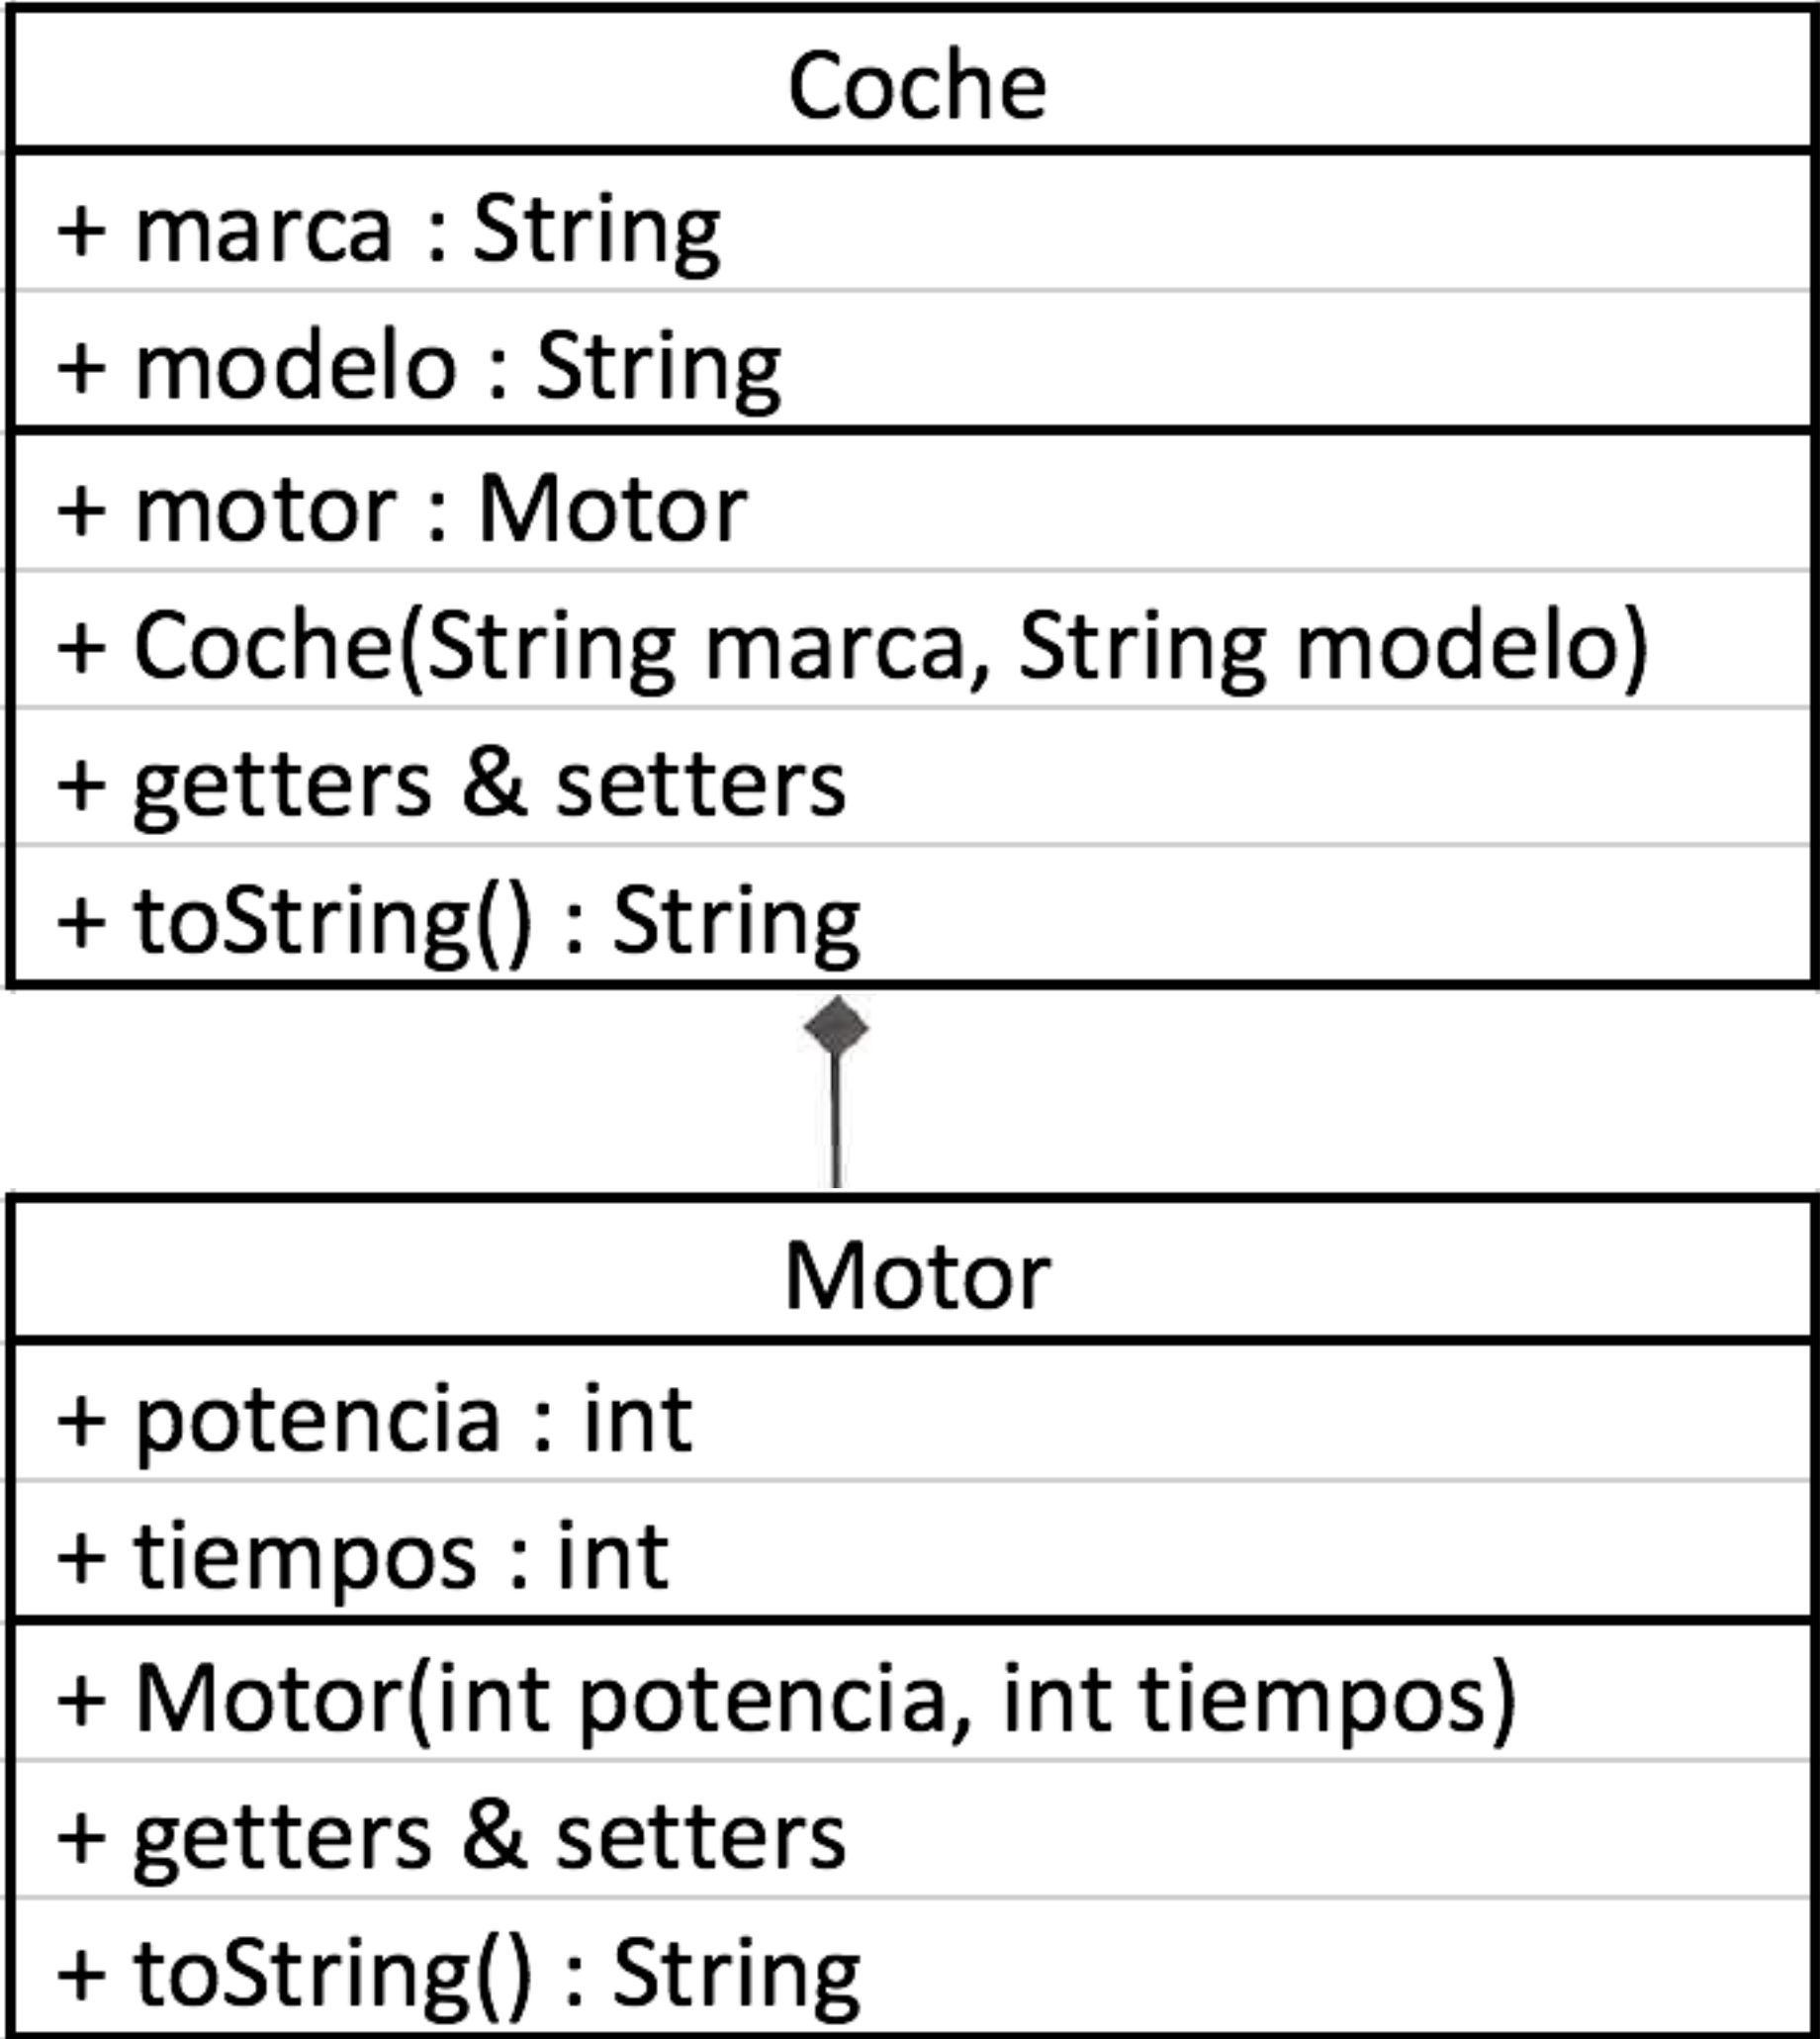 Coche
+ marca : String
+ modelo : String
+ motor : Motor
+ Coche(String marca, String modelo)
+ getters & setters
+ toString() : String
Motor
+ potencia : int
+ tiempos : int
+ Motor(int potencia, int tiempos)
+ getters & setters
+ toString() : String